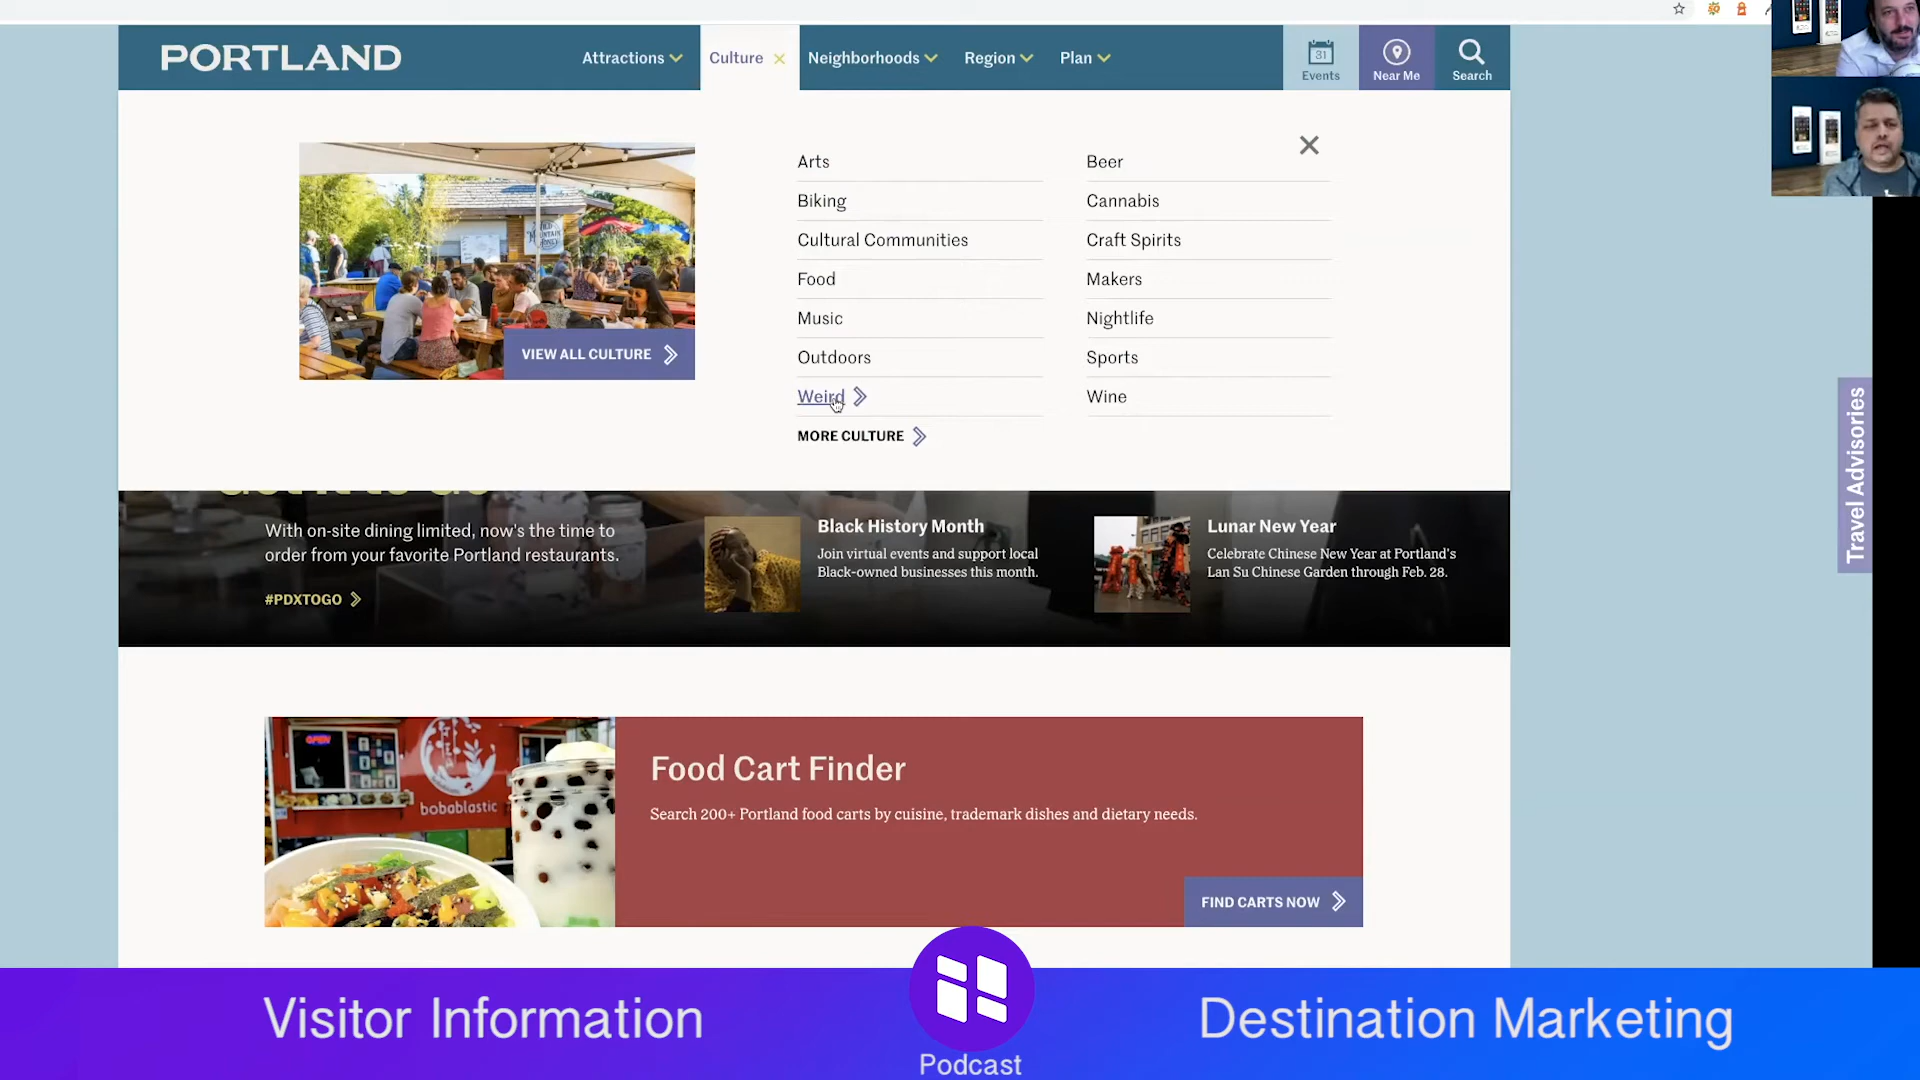 PORTLAND
Attractions
Culture
Neighborhoods
Region
Plan
31
Events
Near Me
Search
VIEW ALL CULTURE
Arts
Biking
Cultural Communities
Food
Music
Outdoors
Weird
MORE CULTURE
Beer
Cannabis
Craft Spirits
Makers
Nightlife
Sports
Wine
Travel Advisories
With on-site dining limited, now's the time to
order from your favorite Portland restaurants.
#PDXTOGO
Black History Month
Join virtual events and support local
Black-owned businesses this month.
Lunar New Year
Celebrate Chinese New Year at Portland's
Lan Su Chinese Garden through Feb. 28.
OPEN
bobablastic
Food Cart Finder
Search 200+ Portland food carts by cuisine, trademark dishes and dietary needs.
FIND CARTS NOW
Visitor Information
Podcast
Destination Marketing